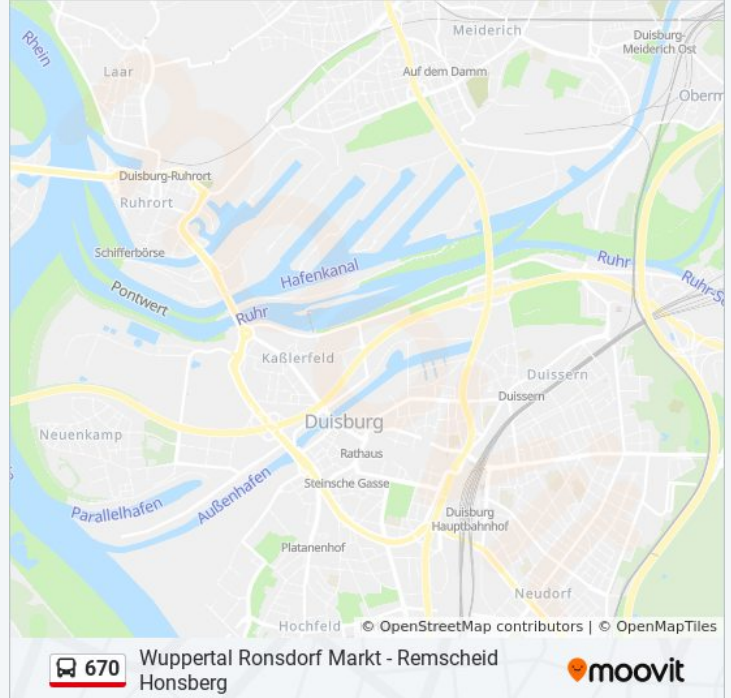 Rhein
Meiderich
Duisburg-
Meiderich Ost
Laar
Auf dem Damm
Oberm
Duisburg-Ruhrort
Ruhrort
Schifferbörse
Hafenkanal
Ruhr
Ruhr-S
Pontwert
Ruhr
Kaßlerfeld
Duissern
Duissern
Duisburg
Neuenkamp
Rathaus
Steinsche Gasse
Außenhafen
Parallelhafen
Duisburg
Hauptbahnhof
Platanenhof
Neudorf
Hochfeld
© OpenStreetMap contributors | © OpenMapTiles
670
Wuppertal Ronsdorf Markt - Remscheid
Honsberg
moovit